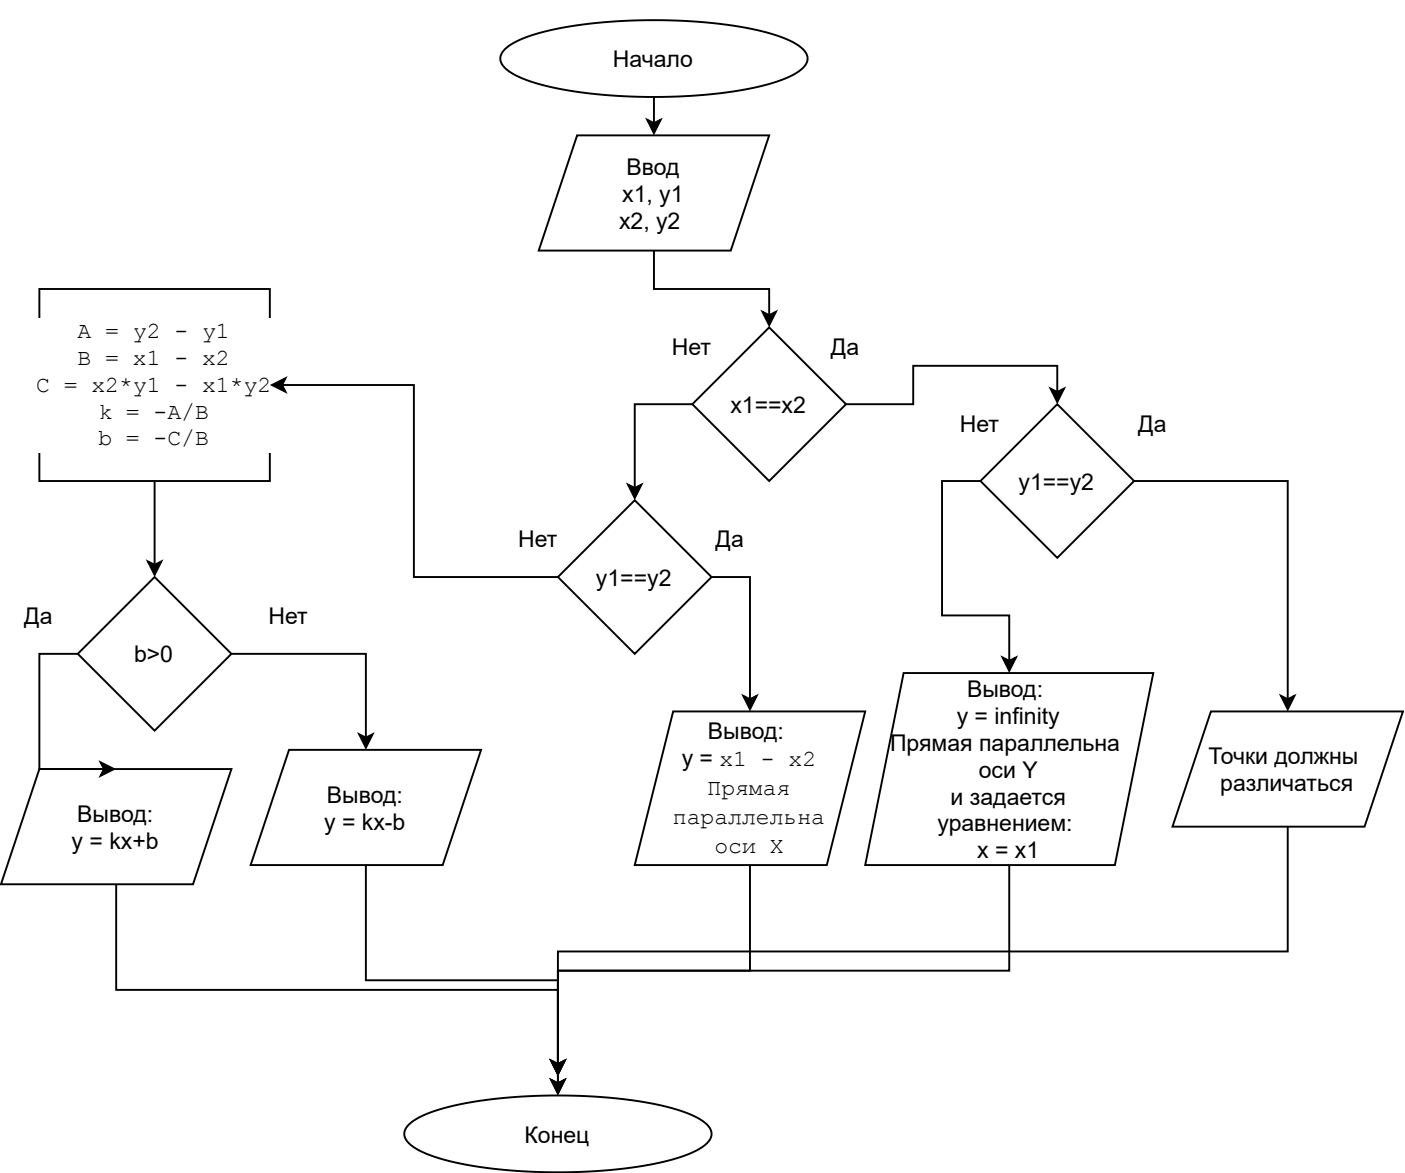 Начало
Ввод
x1, y1
x2, y2
A = y2 - y1
B = x1 - x2
C = x2*y1 - x1*y2
k = -A/B
b = -C/B
Нет
Да
x1==x2
Нет
Да
y1==y2
Нет
Да
y1==y2
Да
Нет
b>0
Вывод:
y = kx+b
Вывод:
y = kx-b
Вывод:
y = x1 - x2
Прямая
параллельна
оси X
Вывод:
y = infinity
Прямая параллельна
оси Y
и задается
уравнением:
x = x1
Точки должны
различаться
Конец